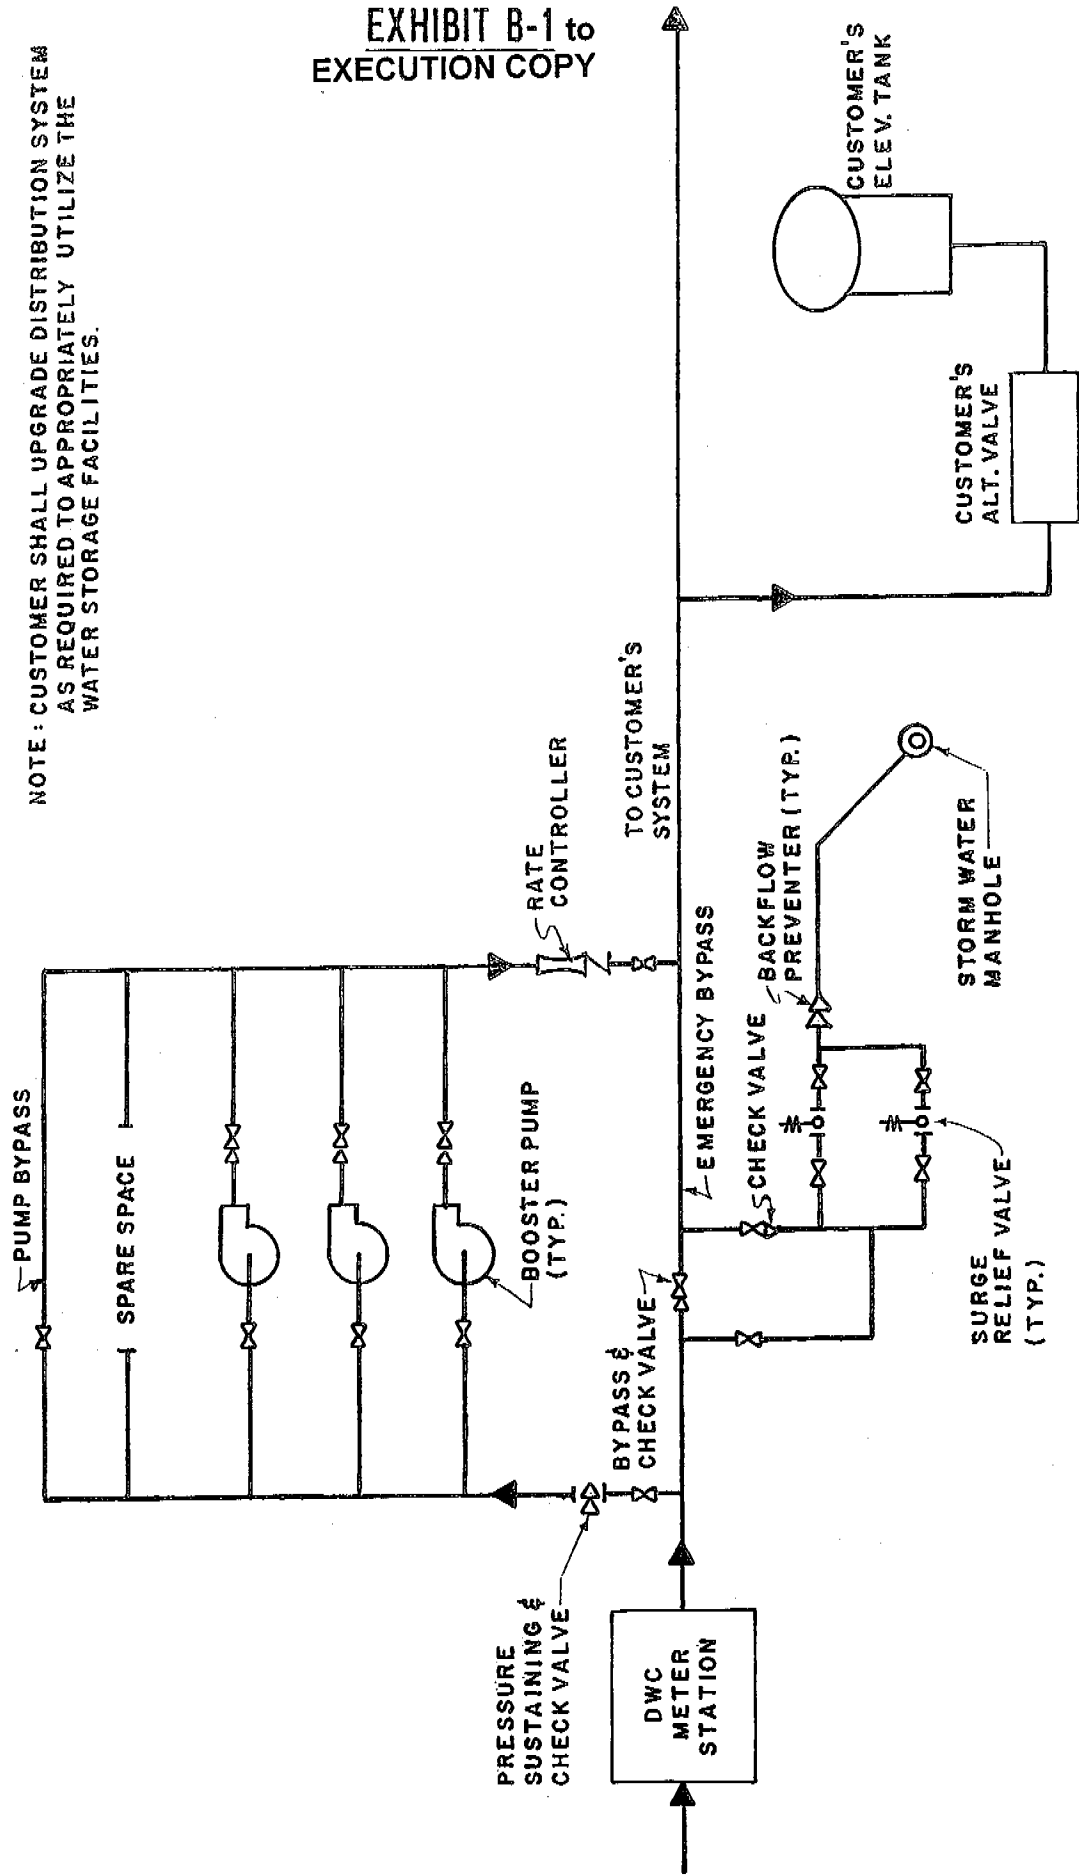 EXHIBIT B-1 to
EXECUTION COPY
NOTE: CUSTOMER SHALL UPGRADE DISTRIBUTION SYSTEM
AS REQUIRED TO APPROPRIATELY UTILIZE THE
WATER STORAGE FACILITIES.
PUMP BYPASS
SPARE SPACE
BOOSTER PUMP
(TYP.)
RATE
CONTROLLER
PRESSURE
SUSTAINING &
CHECK VALVE
BYPASS &
CHECK VALVE
DWC
METER
STATION
EMERGENCY BYPASS
TO CUSTOMER'S
SYSTEM
CHECK VALVE
BACKFLOW
PREVENTER (TYP.)
SURGE
RELIEF VALVE
(TYP.)
STORM WATER
MANHOLE
CUSTOMER'S
ALT. VALVE
CUSTOMER'S
ELEV. TANK